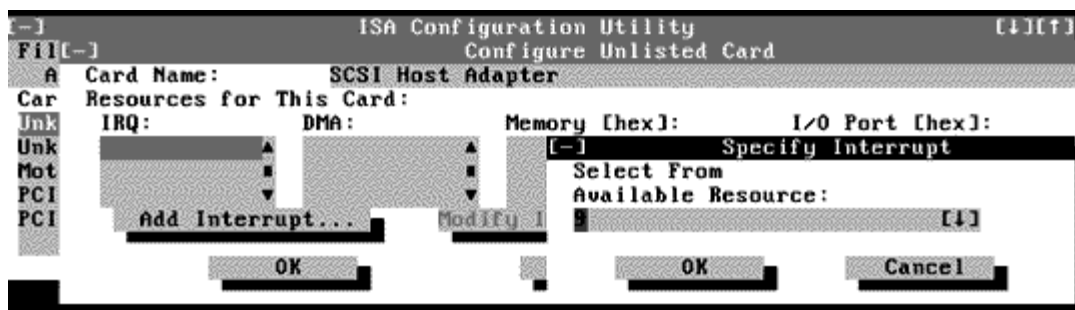 [-] ISA Configuration Utility [↓][↑]
Fil[-] Configure Unlisted Card
A Card Name: SCSI Host Adapter
Car Resources for This Card:
Unk IRQ: DMA: Memory [hex]: I/O Port [hex]:
Unk [-] Specify Interrupt
Mot Select From
PCI Available Resource:
PCI Add Interrupt... Modify I 9 [↓]
OK OK Cancel